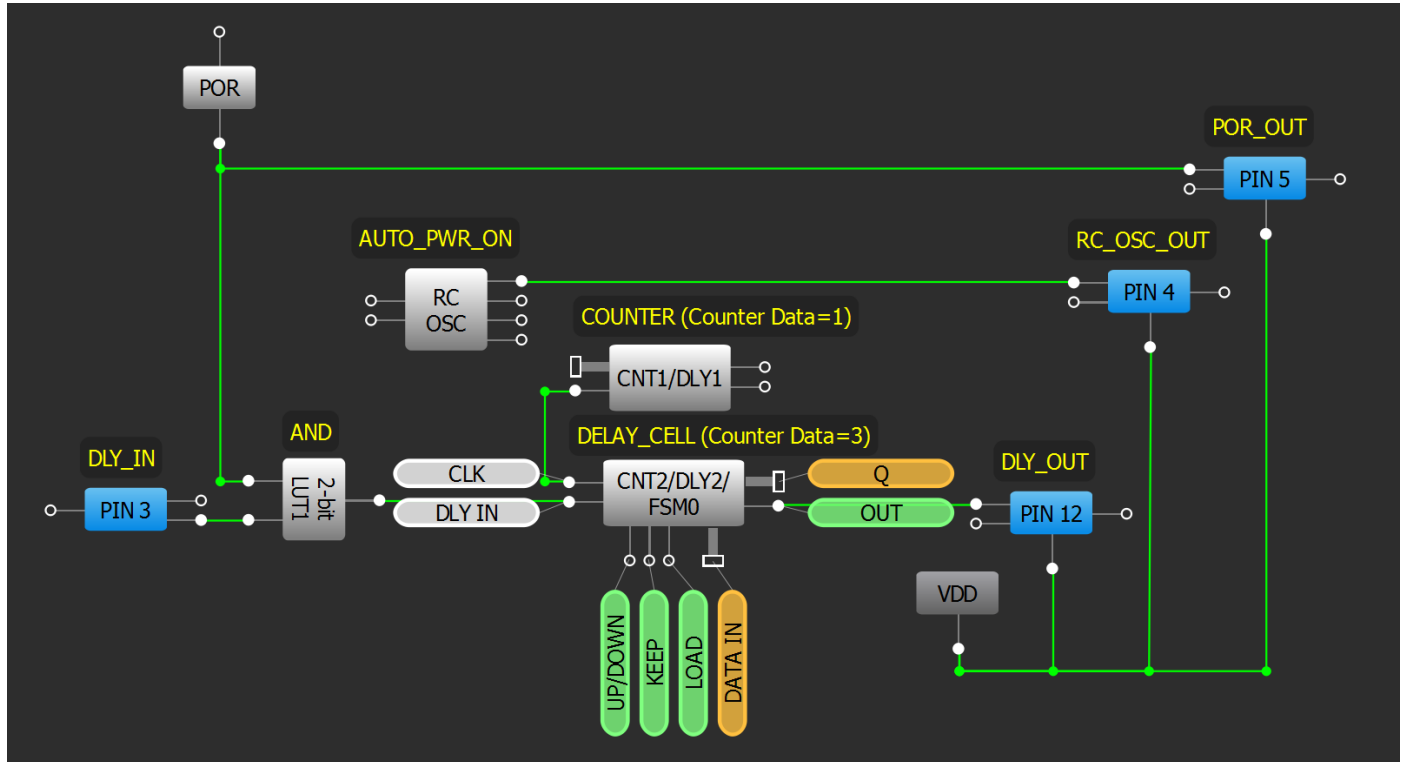 POR
POR_OUT
PIN 5
AUTO_PWR_ON
RC_OSC_OUT
RC
OSC
PIN 4
COUNTER (Counter Data=1)
CNT1/DLY1
AND
DELAY_CELL (Counter Data=3)
DLY_IN
DLY_OUT
CLK
CNT2/DLY2/
FSM0
Q
2-bit
LUT1
PIN 3
DLY IN
OUT
PIN 12
VDD
UP/DOWN
KEEP
LOAD
DATA IN